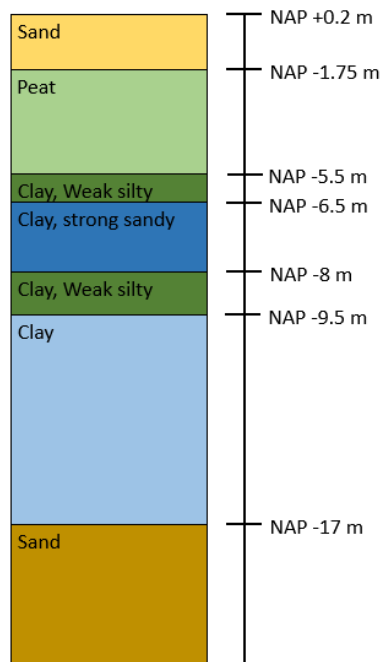 Sand
NAP +0.2 m
NAP -1.75 m
Peat
NAP -5.5 m
Clay, Weak silty
NAP -6.5 m
Clay, strong sandy
NAP -8 m
Clay, Weak silty
NAP -9.5 m
Clay
NAP -17 m
Sand